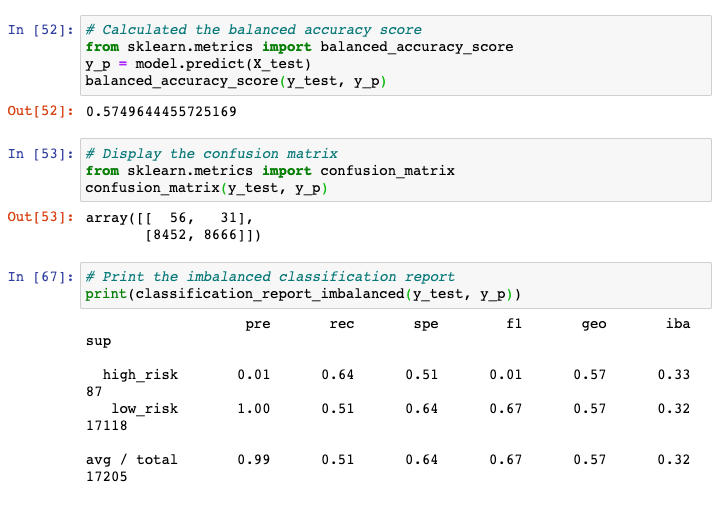 In [52]: # Calculated the balanced accuracy score
from sklearn.metrics import balanced_accuracy_score
y_p = model.predict(X_test)
balanced_accuracy_score(y_test, y_p)
Out[52]: 0.5749644455725169
In [53]: # Display the confusion matrix
from sklearn.metrics import confusion_matrix
confusion_matrix(y_test, y_p)
Out[53]: array([[  56,   31],
       [8452, 8666]])
In [67]: # Print the imbalanced classification report
print(classification_report_imbalanced(y_test, y_p))
pre rec spe f1 geo iba
sup
high_risk 0.01 0.64 0.51 0.01 0.57 0.33
87
low_risk 1.00 0.51 0.64 0.67 0.57 0.32
17118
avg / total 0.99 0.51 0.64 0.67 0.57 0.32
17205